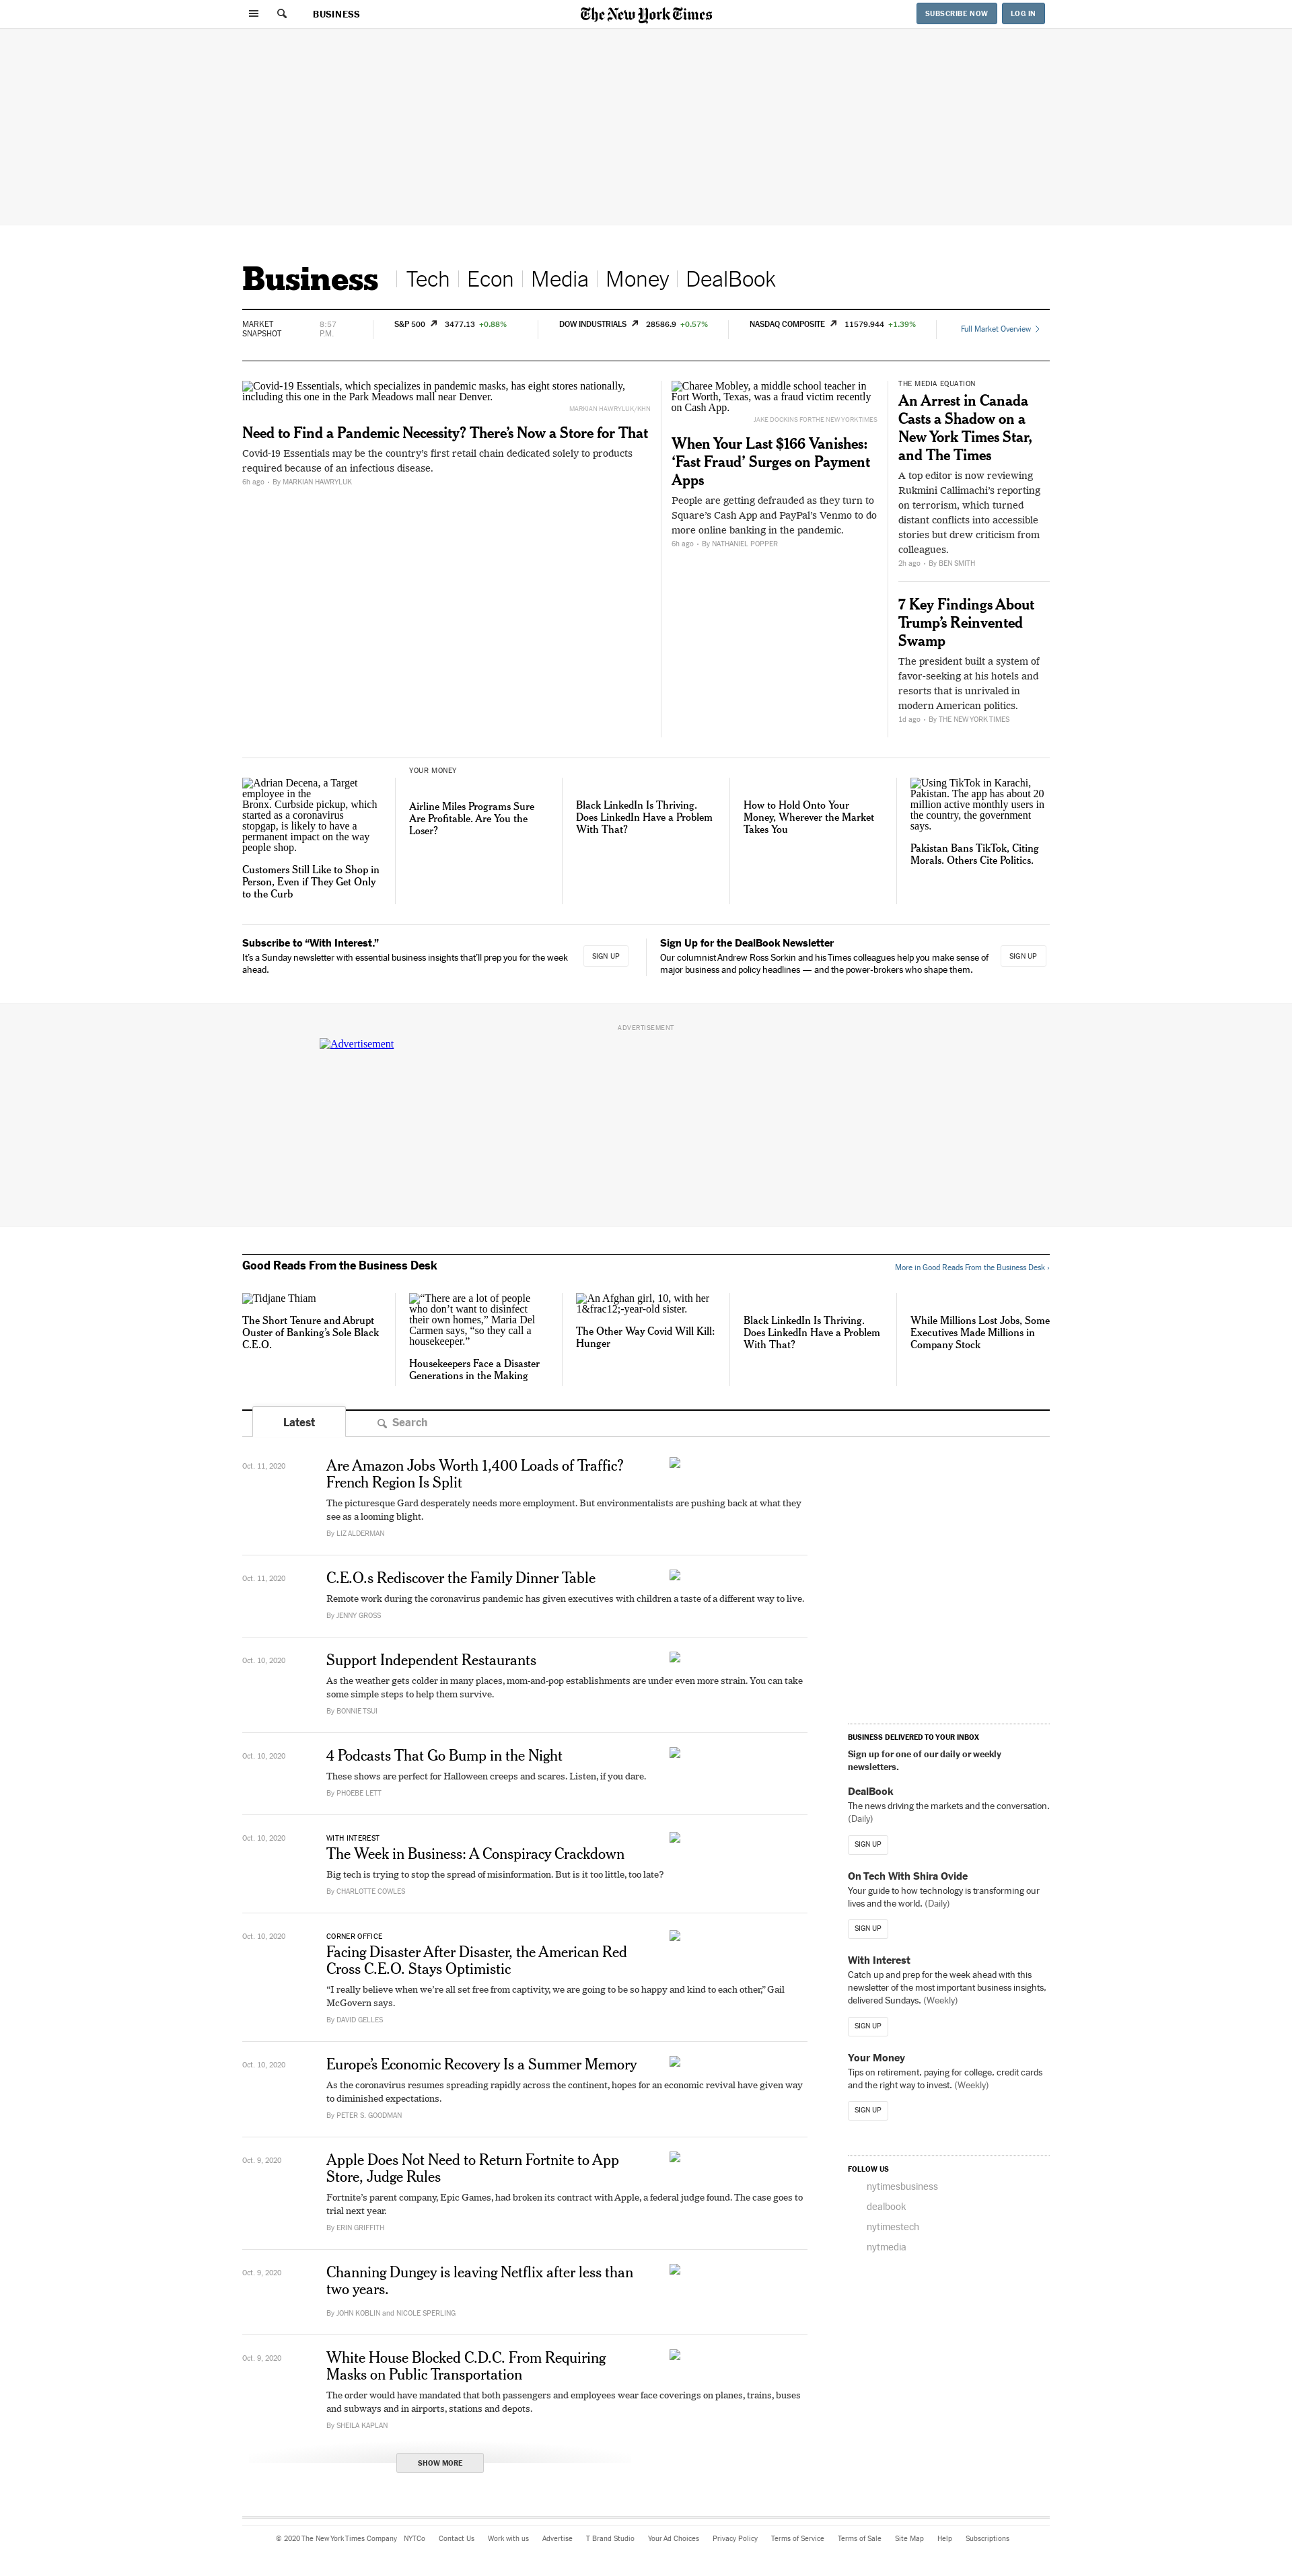 BUSINESS
The New York Times
SUBSCRIBE NOW
LOG IN
Business
Tech
Econ
Media
Money
DealBook
MARKET
SNAPSHOT
8:57
P.M.
S&P 500 3477.13 +0.88%
DOW INDUSTRIALS 28586.9 +0.57%
NASDAQ COMPOSITE 11579.944 +1.39%
Full Market Overview
Covid-19 Essentials, which specializes in pandemic masks, has eight stores nationally,
including this one in the Park Meadows mall near Denver.
MARKIAN HAWRYLUK/KHN
Need to Find a Pandemic Necessity? There’s Now a Store for That
Covid-19 Essentials may be the country’s first retail chain dedicated solely to products
required because of an infectious disease.
6h ago • By MARKIAN HAWRYLUK
Charee Mobley, a middle school teacher in
Fort Worth, Texas, was a fraud victim recently
on Cash App.
JAKE DOCKINS FOR THE NEW YORK TIMES
When Your Last $166 Vanishes:
‘Fast Fraud’ Surges on Payment
Apps
People are getting defrauded as they turn to
Square’s Cash App and PayPal’s Venmo to do
more online banking in the pandemic.
6h ago • By NATHANIEL POPPER
THE MEDIA EQUATION
An Arrest in Canada
Casts a Shadow on a
New York Times Star,
and The Times
A top editor is now reviewing
Rukmini Callimachi’s reporting
on terrorism, which turned
distant conflicts into accessible
stories but drew criticism from
colleagues.
2h ago • By BEN SMITH
7 Key Findings About
Trump’s Reinvented
Swamp
The president built a system of
favor-seeking at his hotels and
resorts that is unrivaled in
modern American politics.
1d ago • By THE NEW YORK TIMES
Adrian Decena, a Target
employee in the
Bronx. Curbside pickup, which
started as a coronavirus
stopgap, is likely to have a
permanent impact on the way
people shop.
Customers Still Like to Shop in
Person, Even if They Get Only
to the Curb
YOUR MONEY
Airline Miles Programs Sure
Are Profitable. Are You the
Loser?
Black LinkedIn Is Thriving.
Does LinkedIn Have a Problem
With That?
How to Hold Onto Your
Money, Wherever the Market
Takes You
Using TikTok in Karachi,
Pakistan. The app has about 20
million active monthly users in
the country, the government
says.
Pakistan Bans TikTok, Citing
Morals. Others Cite Politics.
Subscribe to “With Interest.”
It’s a Sunday newsletter with essential business insights that’ll prep you for the week
ahead.
SIGN UP
Sign Up for the DealBook Newsletter
Our columnist Andrew Ross Sorkin and his Times colleagues help you make sense of
major business and policy headlines — and the power-brokers who shape them.
SIGN UP
ADVERTISEMENT
Advertisement
Good Reads From the Business Desk
More in Good Reads From the Business Desk ›
Tidjane Thiam
The Short Tenure and Abrupt
Ouster of Banking’s Sole Black
C.E.O.
“There are a lot of people
who don’t want to disinfect
their own homes,” Maria Del
Carmen says, “so they call a
housekeeper.”
Housekeepers Face a Disaster
Generations in the Making
An Afghan girl, 10, with her
1&frac12;-year-old sister.
The Other Way Covid Will Kill:
Hunger
Black LinkedIn Is Thriving.
Does LinkedIn Have a Problem
With That?
While Millions Lost Jobs, Some
Executives Made Millions in
Company Stock
Latest
Search
Oct. 11, 2020
Are Amazon Jobs Worth 1,400 Loads of Traffic?
French Region Is Split
The picturesque Gard desperately needs more employment. But environmentalists are pushing back at what they
see as a looming blight.
By LIZ ALDERMAN
Oct. 11, 2020
C.E.O.s Rediscover the Family Dinner Table
Remote work during the coronavirus pandemic has given executives with children a taste of a different way to live.
By JENNY GROSS
Oct. 10, 2020
Support Independent Restaurants
As the weather gets colder in many places, mom-and-pop establishments are under even more strain. You can take
some simple steps to help them survive.
By BONNIE TSUI
Oct. 10, 2020
4 Podcasts That Go Bump in the Night
These shows are perfect for Halloween creeps and scares. Listen, if you dare.
By PHOEBE LETT
Oct. 10, 2020
WITH INTEREST
The Week in Business: A Conspiracy Crackdown
Big tech is trying to stop the spread of misinformation. But is it too little, too late?
By CHARLOTTE COWLES
Oct. 10, 2020
CORNER OFFICE
Facing Disaster After Disaster, the American Red
Cross C.E.O. Stays Optimistic
“I really believe when we’re all set free from captivity, we are going to be so happy and kind to each other,” Gail
McGovern says.
By DAVID GELLES
Oct. 10, 2020
Europe’s Economic Recovery Is a Summer Memory
As the coronavirus resumes spreading rapidly across the continent, hopes for an economic revival have given way
to diminished expectations.
By PETER S. GOODMAN
Oct. 9, 2020
Apple Does Not Need to Return Fortnite to App
Store, Judge Rules
Fortnite’s parent company, Epic Games, had broken its contract with Apple, a federal judge found. The case goes to
trial next year.
By ERIN GRIFFITH
Oct. 9, 2020
Channing Dungey is leaving Netflix after less than
two years.
By JOHN KOBLIN and NICOLE SPERLING
Oct. 9, 2020
White House Blocked C.D.C. From Requiring
Masks on Public Transportation
The order would have mandated that both passengers and employees wear face coverings on planes, trains, buses
and subways and in airports, stations and depots.
By SHEILA KAPLAN
SHOW MORE
BUSINESS DELIVERED TO YOUR INBOX
Sign up for one of our daily or weekly
newsletters.
DealBook
The news driving the markets and the conversation.
(Daily)
SIGN UP
On Tech With Shira Ovide
Your guide to how technology is transforming our
lives and the world. (Daily)
SIGN UP
With Interest
Catch up and prep for the week ahead with this
newsletter of the most important business insights,
delivered Sundays. (Weekly)
SIGN UP
Your Money
Tips on retirement, paying for college, credit cards
and the right way to invest. (Weekly)
SIGN UP
FOLLOW US
nytimesbusiness
dealbook
nytimestech
nytmedia
© 2020 The New York Times Company NYTCo Contact Us Work with us Advertise T Brand Studio Your Ad Choices Privacy Policy Terms of Service Terms of Sale Site Map Help Subscriptions